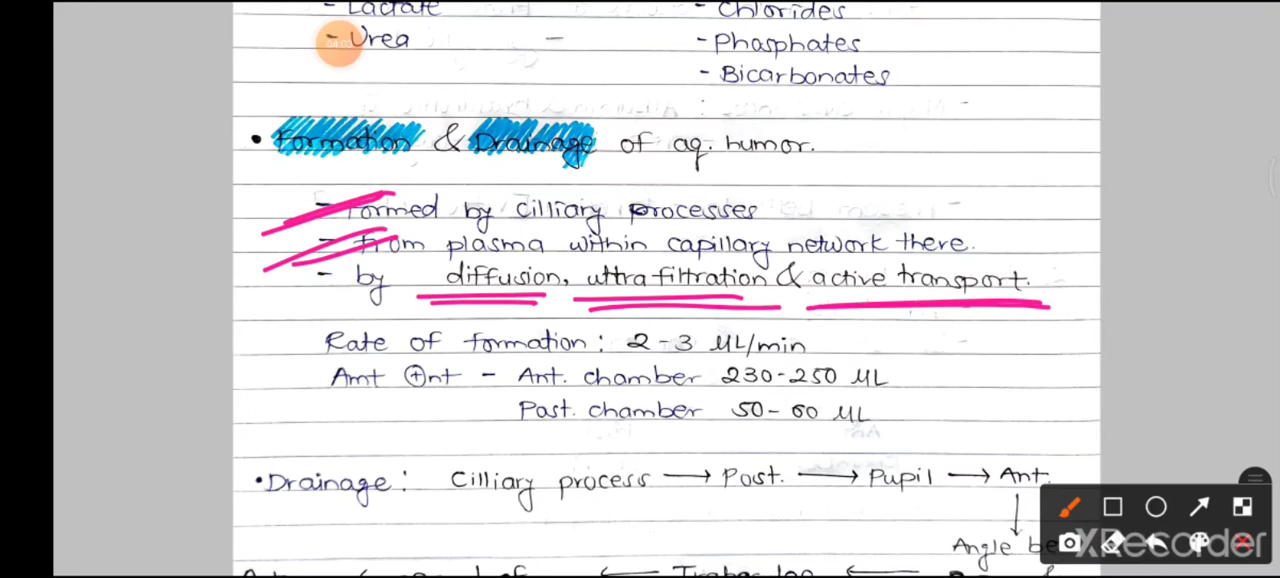 - Lactate - Chlorides
- Urea - - Phosphates
- Bicarbonates
• Formation & Drainage of aq. humor.
- Formed by cilliary processes
- from plasma within capillary network there.
- by diffusion, ultrafiltration & active transport.
Rate of formation: 2-3 µL/min
Amt ⊕nt - Ant. chamber 230-250 µL
Post. chamber 50-60 µL
• Drainage: Cilliary process → Post. → Pupil → Ant.
↓
Angle be
XRecorder